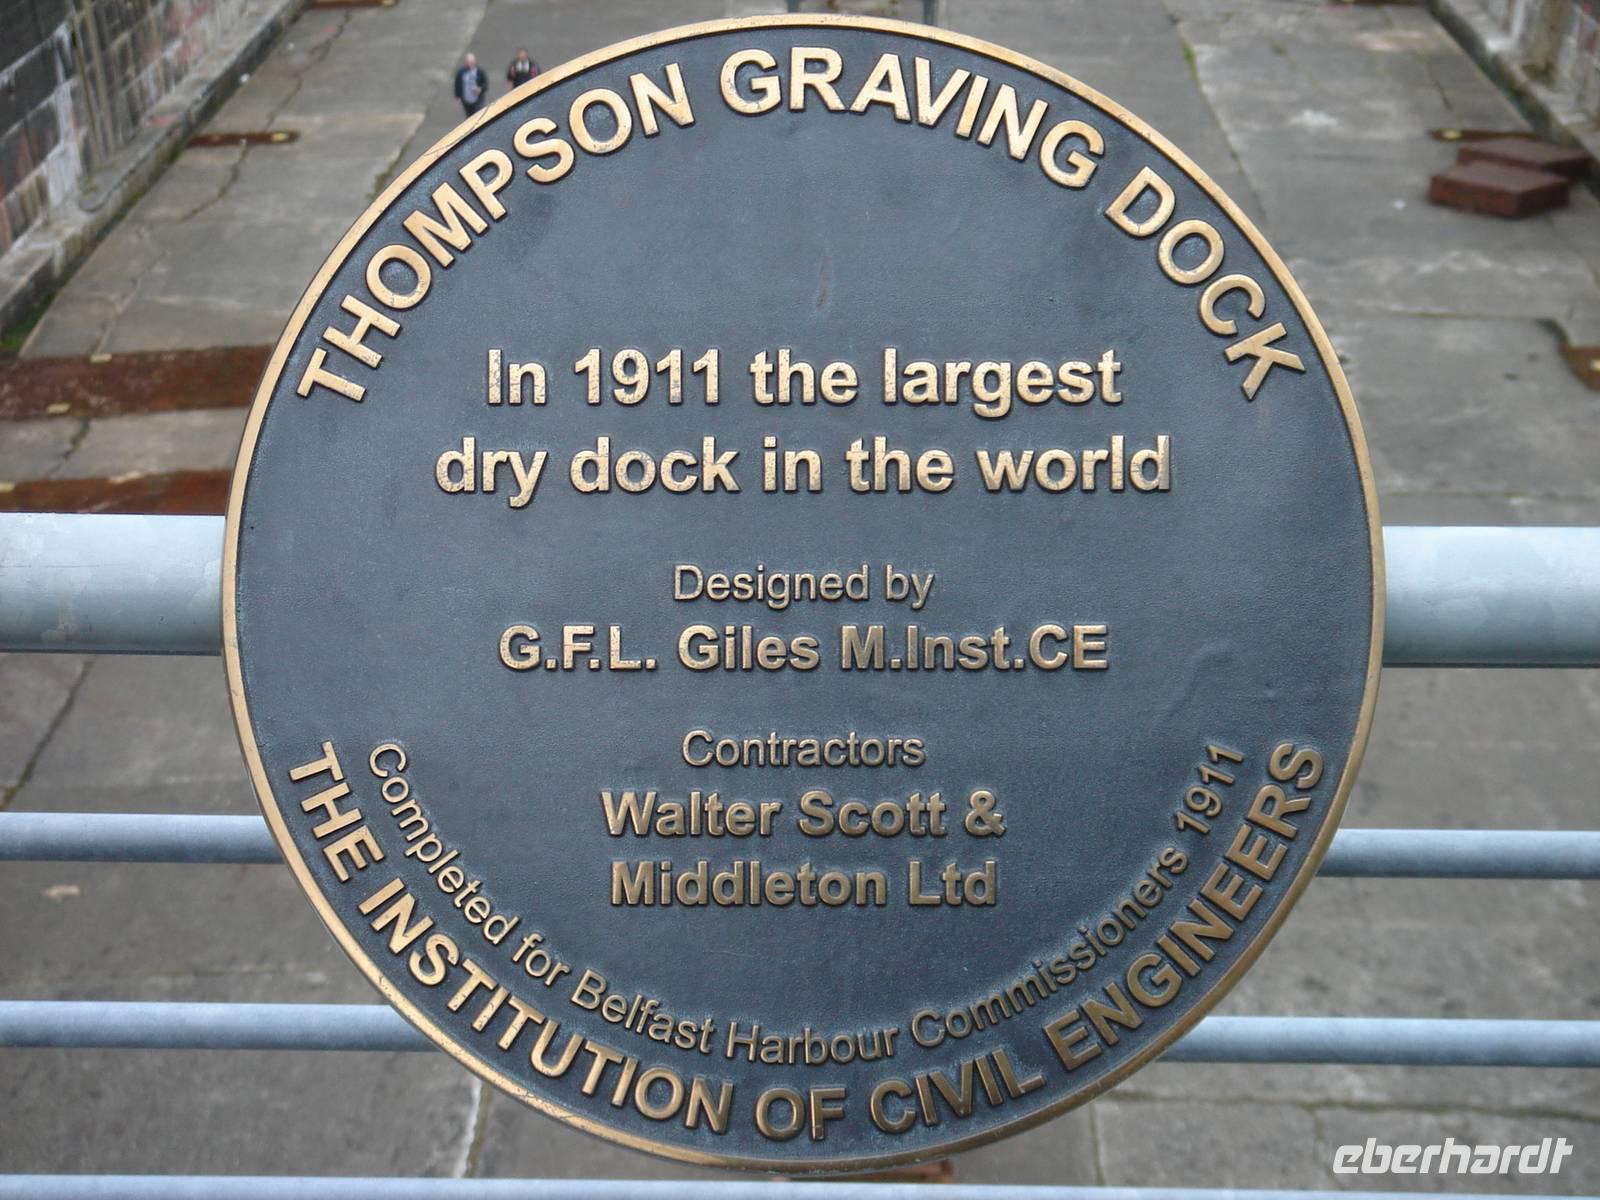 THOMPSON GRAVING DOCK
In 1911 the largest
dry dock in the world
Designed by
G.F.L. Giles M.Inst.CE
Contractors
Walter Scott &
Middleton Ltd
Completed for Belfast Harbour Commissioners 1911
THE INSTITUTION OF CIVIL ENGINEERS
eberhardt